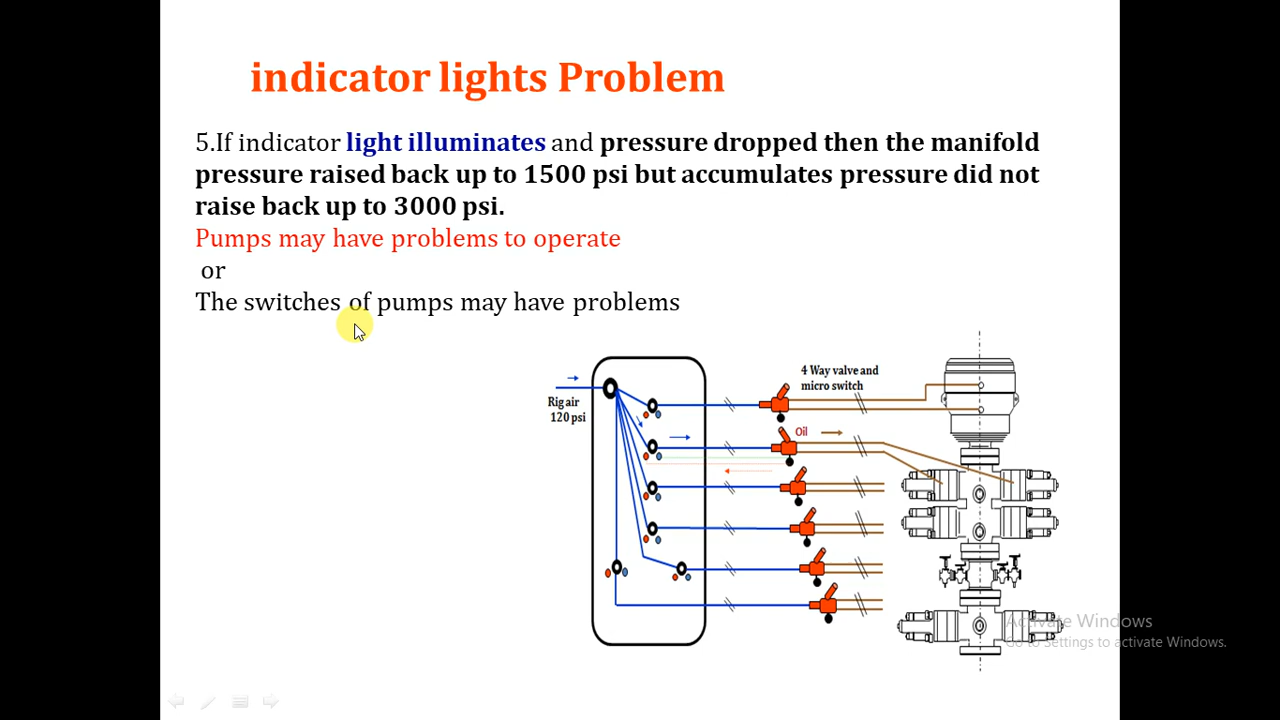 indicator lights Problem
5.If indicator light illuminates and pressure dropped then the manifold
pressure raised back up to 1500 psi but accumulates pressure did not
raise back up to 3000 psi.
Pumps may have problems to operate
or
The switches of pumps may have problems
4 Way valve and
micro switch
Rig air
120 psi
Oil
Activate Windows
Go to Settings to activate Windows.